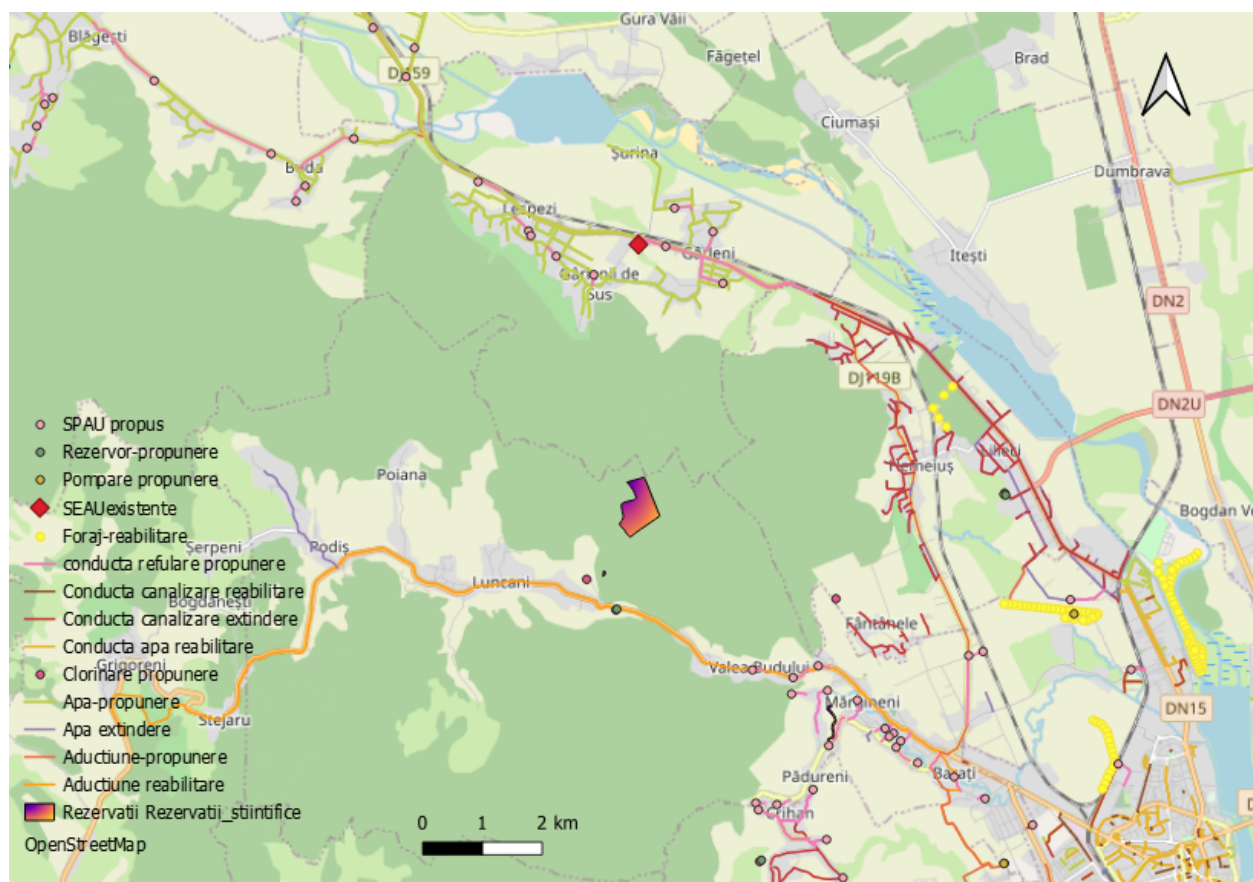 Gura Văii
Blăgești
Făgețel
Brad
DJ159
Ciumași
Șurina
Buda
Dumbrava
Lespezi
Gârleni
Itești
Gârlenii de
Sus
DN2
DJ119B
DN2U
SPAU propus
Rezervor-propunere
Pompare propunere
SEAUexistente
Foraj-reabilitare
conducta refulare propunere
Conducta canalizare reabilitare
Conducta canalizare extindere
Conducta apa reabilitare
Clorinare propunere
Apa-propunere
Apa extindere
Aductiune-propunere
Aductiune reabilitare
Rezervatii Rezervatii_stiintifice
OpenStreetMap
Poiana
Hemeiuș
Lilieci
Bogdan Ve
Șerpeni
Podiș
Luncani
Bogdănești
Fântânele
Grigoreni
Valea Budului
Stejaru
Mărgineni
DN15
Barați
Pădureni
Trihan
0 1 2 km